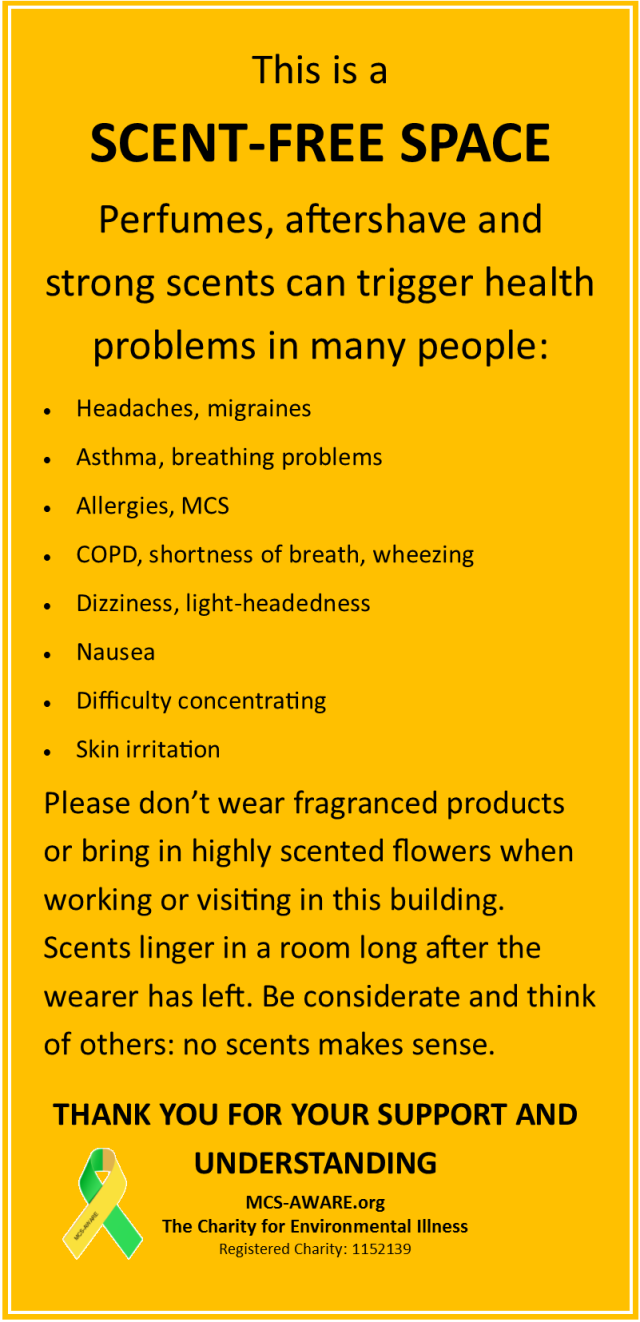 This is a
SCENT-FREE SPACE
Perfumes, aftershave and
strong scents can trigger health
problems in many people:
• Headaches, migraines
• Asthma, breathing problems
• Allergies, MCS
• COPD, shortness of breath, wheezing
• Dizziness, light-headedness
• Nausea
• Difficulty concentrating
• Skin irritation
Please don’t wear fragranced products
or bring in highly scented flowers when
working or visiting in this building.
Scents linger in a room long after the
wearer has left. Be considerate and think
of others: no scents makes sense.
THANK YOU FOR YOUR SUPPORT AND
UNDERSTANDING
MCS-AWARE.org
The Charity for Environmental Illness
Registered Charity: 1152139
MCS-AWARE